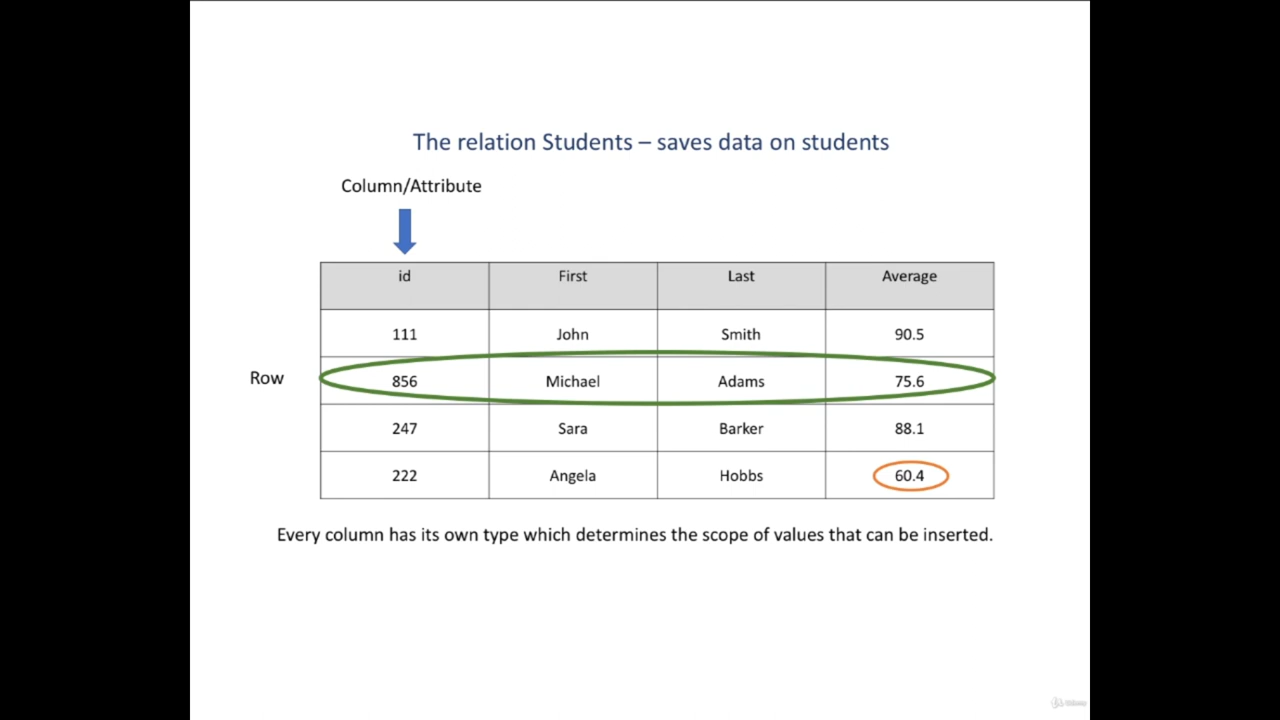 The relation Students – saves data on students
Column/Attribute
id First Last Average
111 John Smith 90.5
Row 856 Michael Adams 75.6
247 Sara Barker 88.1
222 Angela Hobbs 60.4
Every column has its own type which determines the scope of values that can be inserted.